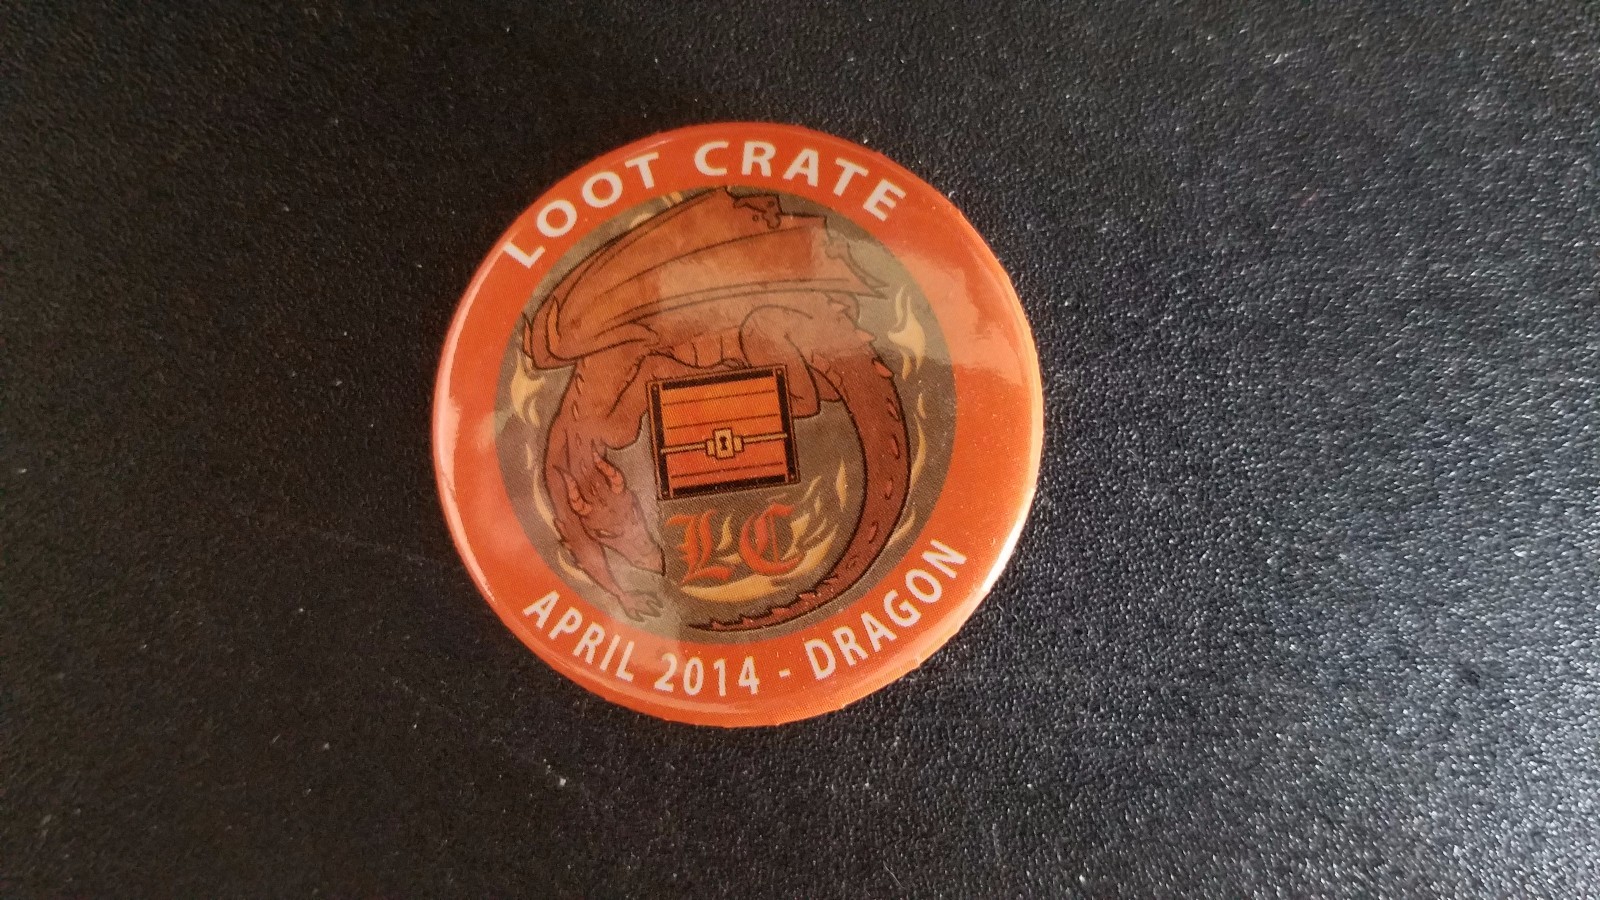 LOOT CRATE
LC
APRIL 2014 - DRAGON